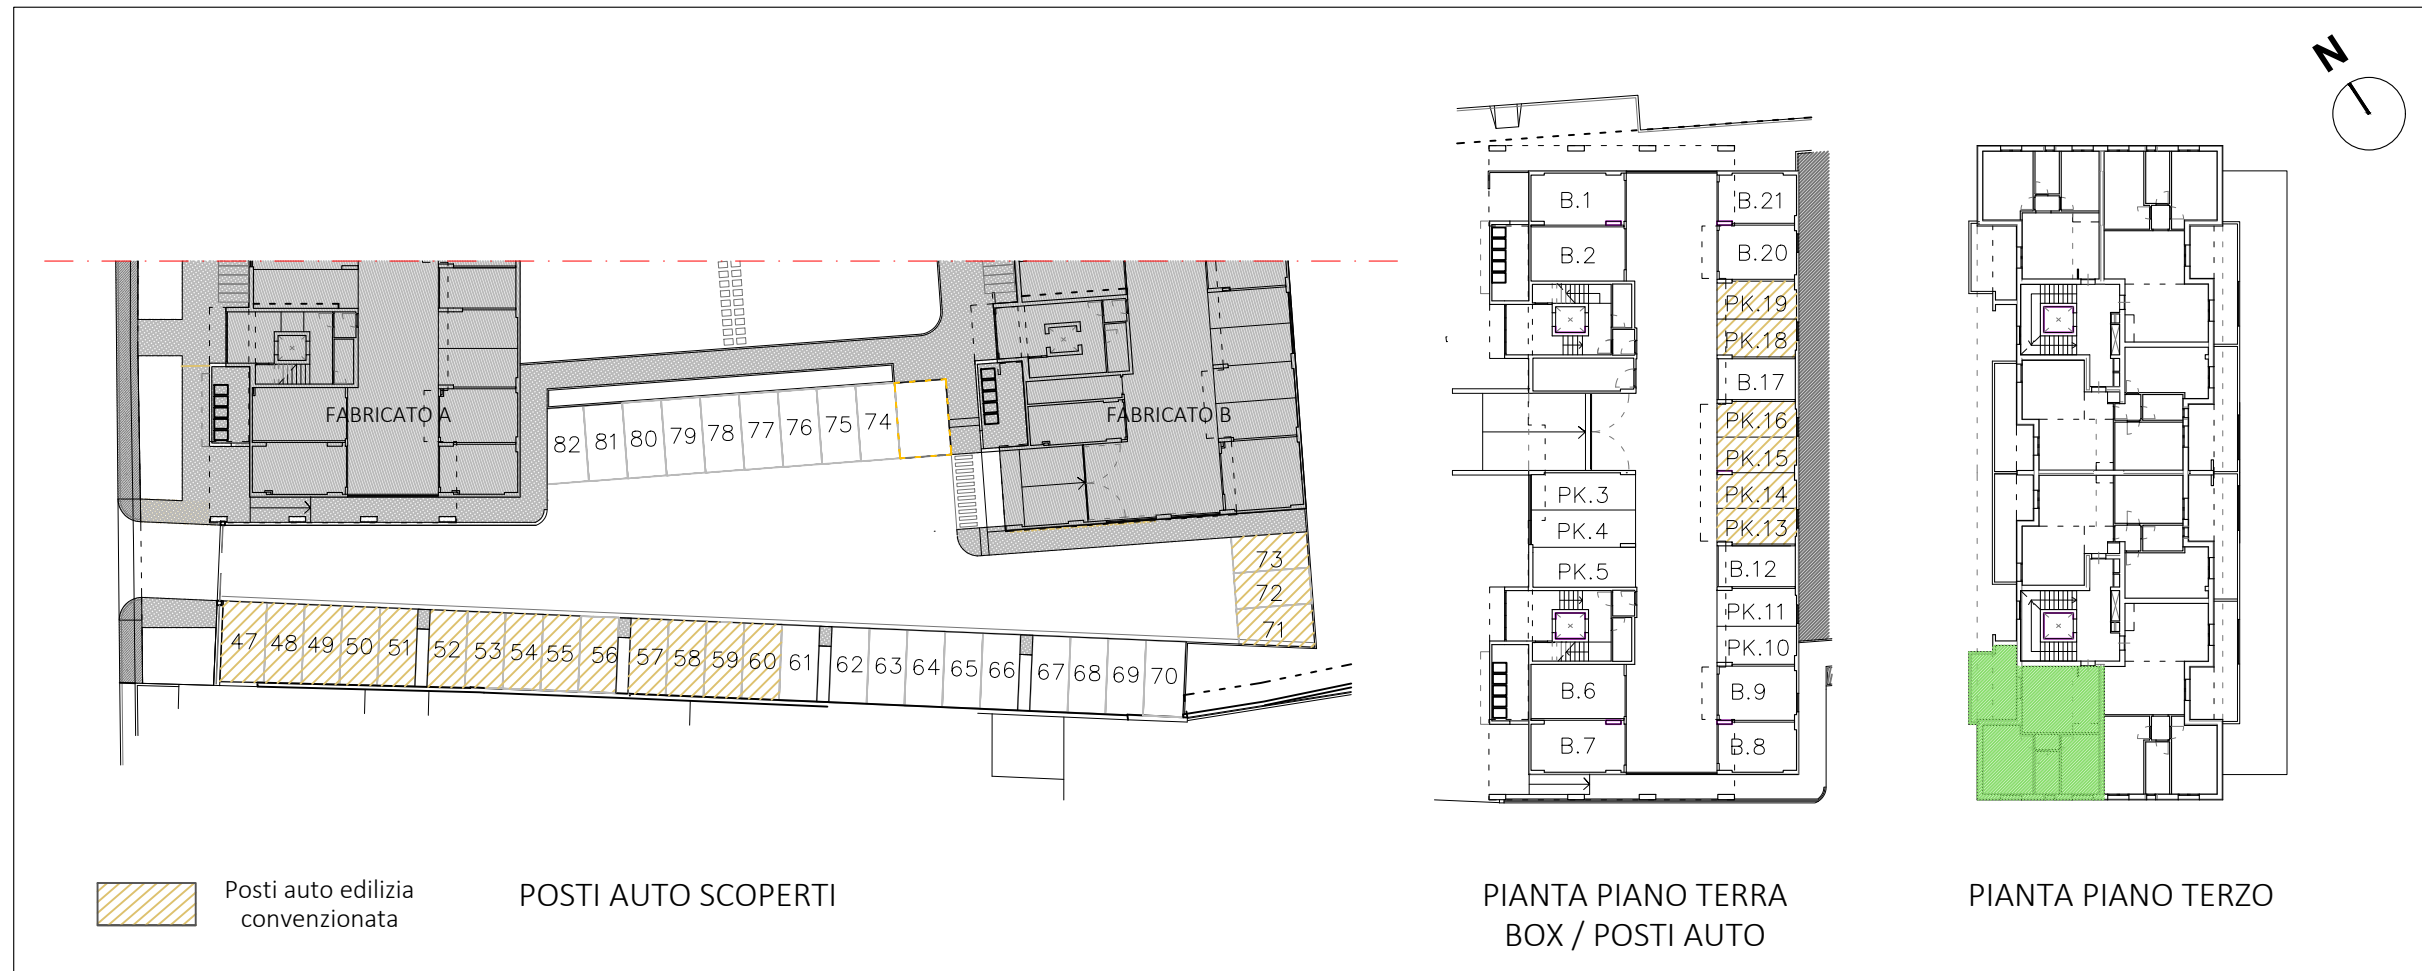 N
FABRICATO A
FABRICATO B
82 81 80 79 78 77 76 75 74
73
72
71
47 48 49 50 51 52 53 54 55 56 57 58 59 60 61 62 63 64 65 66 67 68 69 70
B.1 B.21
B.2 B.20
PK.19
PK.18
B.17
PK.16
PK.15
PK.3 PK.14
PK.4 PK.13
PK.5 B.12
PK.11
PK.10
B.6 B.9
B.7 B.8
Posti auto edilizia
convenzionata
POSTI AUTO SCOPERTI
PIANTA PIANO TERRA
BOX / POSTI AUTO
PIANTA PIANO TERZO